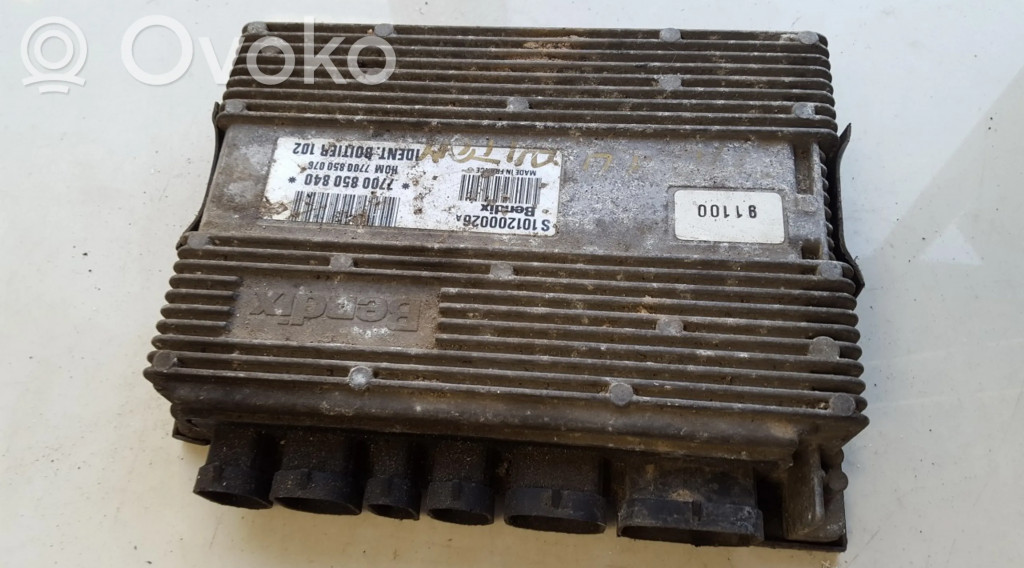 Ovoko
S101200026A
Bendix
MADE IN FRANCE
* 7700 850 840 *
HOM 7700 850 076
IDENT. BOITIER 102
91100
Bendix